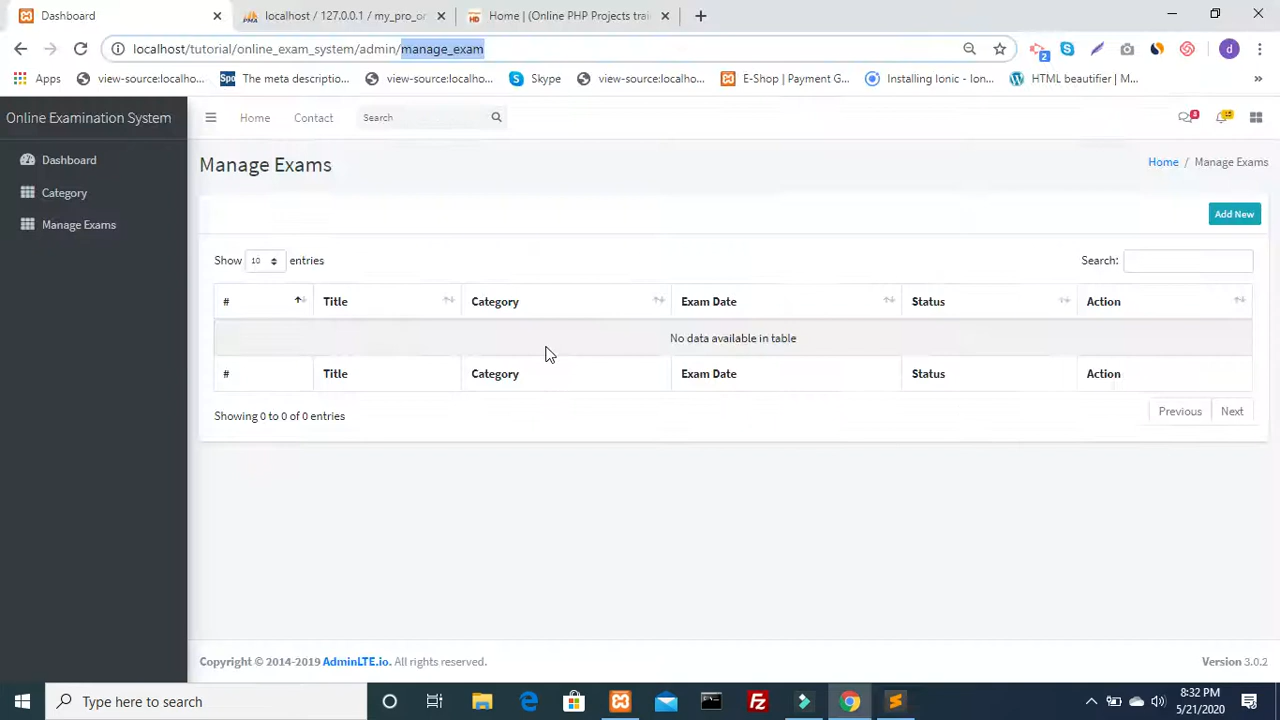 Dashboard
localhost / 127.0.0.1 / my_pro_or
Home | (Online PHP Projects trai
localhost/tutorial/online_exam_system/admin/manage_exam
2
d
Apps
view-source:localho...
Spo
The meta descriptio...
view-source:localho...
Skype
view-source:localho...
E-Shop | Payment G...
Installing Ionic - Ion...
HTML beautifier | M...
»
Online Examination System
Home
Contact
Search
Dashboard
Category
Manage Exams
Manage Exams
Home / Manage Exams
Add New
Show 10 entries
Search:
# Title Category Exam Date Status Action
No data available in table
# Title Category Exam Date Status Action
Showing 0 to 0 of 0 entries
Previous Next
Copyright © 2014-2019 AdminLTE.io. All rights reserved.
Version 3.0.2
Type here to search
8:32 PM
5/21/2020